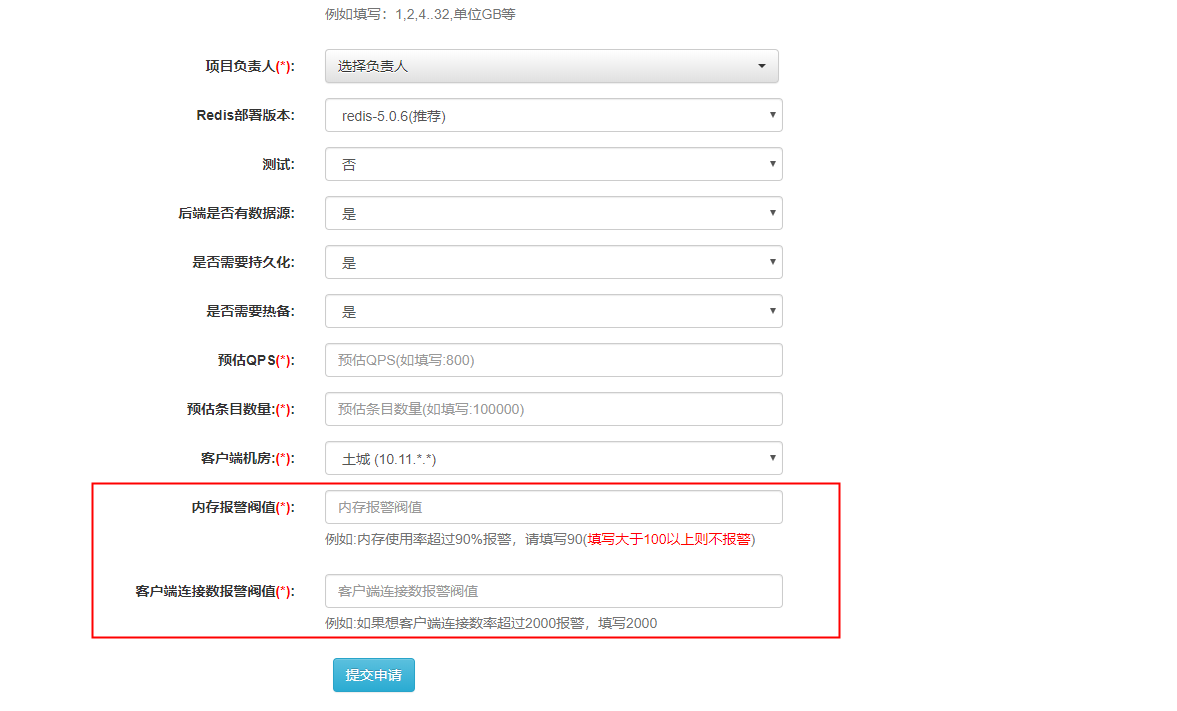 例如填写：1,2,4..32,单位GB等
项目负责人(*): 选择负责人
Redis部署版本: redis-5.0.6(推荐)
测试: 否
后端是否有数据源: 是
是否需要持久化: 是
是否需要热备: 是
预估QPS(*): 预估QPS(如填写:800)
预估条目数量:(*): 预估条目数量(如填写:100000)
客户端机房:(*): 土城 (10.11.*.*)
内存报警阀值(*): 内存报警阀值
例如:内存使用率超过90%报警，请填写90(填写大于100以上则不报警)
客户端连接数报警阀值(*): 客户端连接数报警阀值
例如:如果想客户端连接数率超过2000报警，填写2000
提交申请